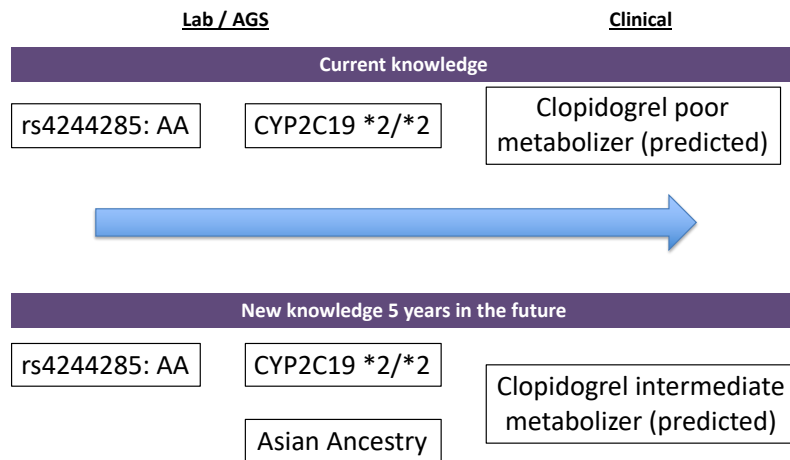 Lab / AGS
Clinical
Current knowledge
rs4244285: AA
CYP2C19 *2/*2
Clopidogrel poor
metabolizer (predicted)
New knowledge 5 years in the future
rs4244285: AA
CYP2C19 *2/*2
Clopidogrel intermediate
metabolizer (predicted)
Asian Ancestry